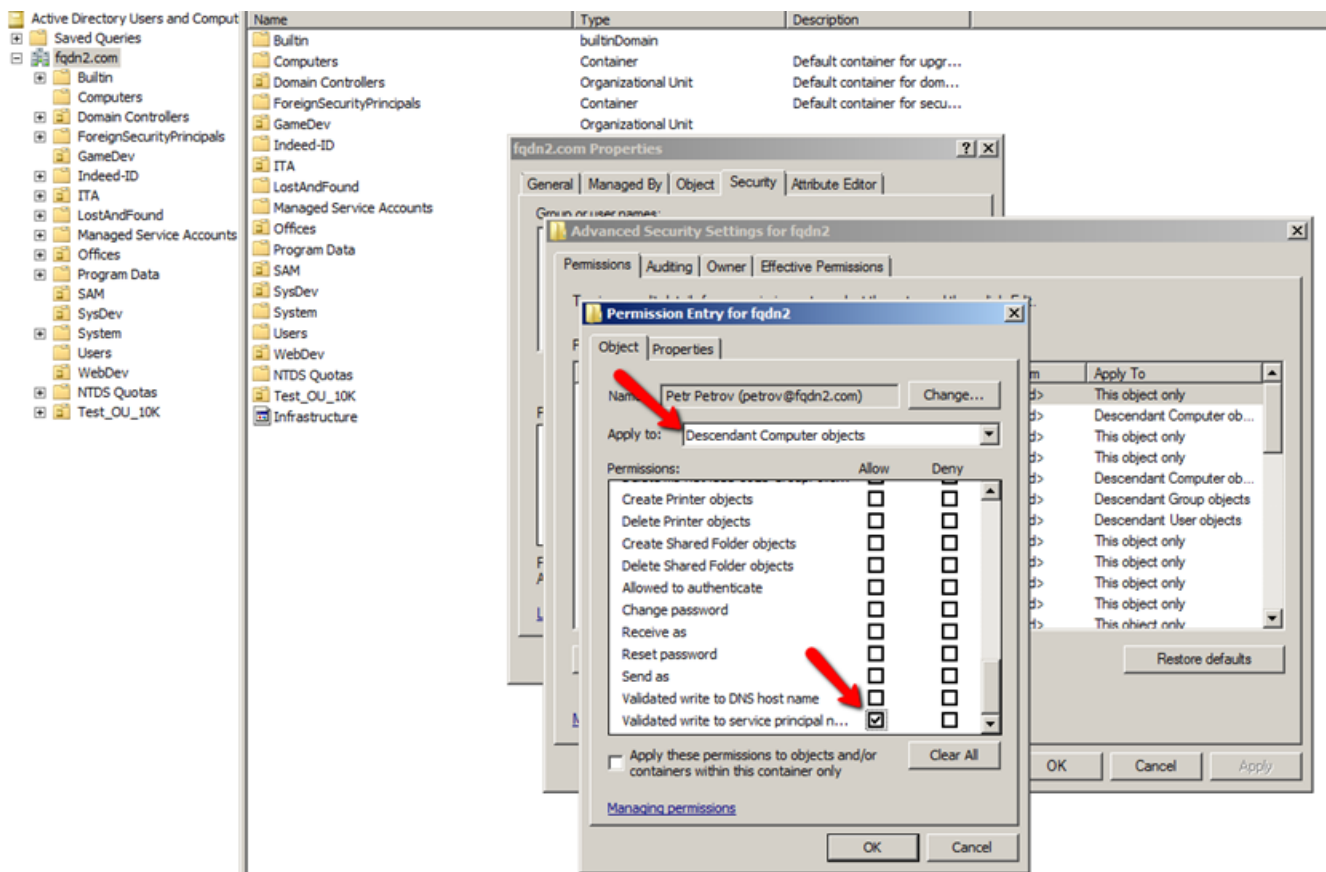 Active Directory Users and Comput
Saved Queries
fqdn2.com
Builtin
Computers
Domain Controllers
ForeignSecurityPrincipals
GameDev
Indeed-ID
ITA
LostAndFound
Managed Service Accounts
Offices
Program Data
SAM
SysDev
System
Users
WebDev
NTDS Quotas
Test_OU_10K
Name Type Description
Builtin builtinDomain
Computers Container Default container for upgr...
Domain Controllers Organizational Unit Default container for dom...
ForeignSecurityPrincipals Container Default container for secu...
GameDev Organizational Unit
Indeed-ID
ITA
LostAndFound
Managed Service Accounts
Offices
Program Data
SAM
SysDev
System
Users
WebDev
NTDS Quotas
Test_OU_10K
Infrastructure
fqdn2.com Properties
General Managed By Object Security Attribute Editor
Group or user names:
Advanced Security Settings for fqdn2
Permissions Auditing Owner Effective Permissions
Apply To
This object only
Descendant Computer ob...
This object only
This object only
Descendant Computer ob...
Descendant Group objects
Descendant User objects
This object only
This object only
This object only
This object only
This object only
Restore defaults
OK Cancel Apply
Permission Entry for fqdn2
Object Properties
Petr Petrov (petrov@fqdn2.com) Change...
Apply to: Descendant Computer objects
Permissions: Allow Deny
Create Printer objects
Delete Printer objects
Create Shared Folder objects
Delete Shared Folder objects
Allowed to authenticate
Change password
Receive as
Reset password
Send as
Validated write to DNS host name
Validated write to service principal n...
Apply these permissions to objects and/or
containers within this container only
Clear All
Managing permissions
OK Cancel